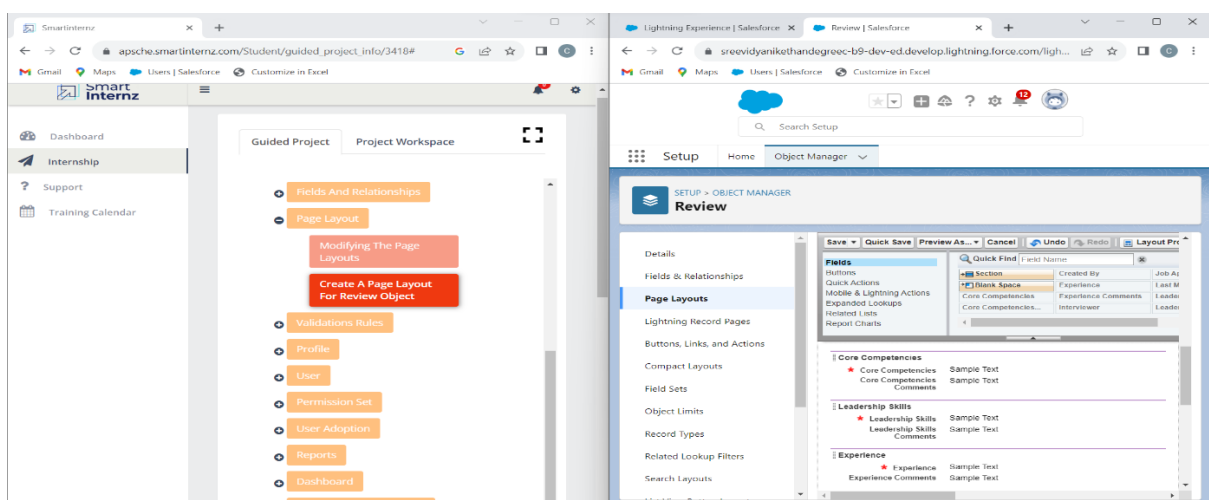 Smartinternz
apsche.smartinternz.com/Student/guided_project_info/3418#
Gmail
Maps
Users | Salesforce
Customize in Excel
Smart
Internz
Dashboard
Internship
Support
Training Calendar
Guided Project
Project Workspace
Fields And Relationships
Page Layout
Modifying The Page
Layouts
Create A Page Layout
For Review Object
Validations Rules
Profile
User
Permission Set
User Adoption
Reports
Dashboard
Lightning Experience | Salesforce
Review | Salesforce
sreevidyanikethandegreec-b9-dev-ed.develop.lightning.force.com/ligh...
Gmail
Maps
Users | Salesforce
Customize in Excel
12
Search Setup
Setup
Home
Object Manager
SETUP > OBJECT MANAGER
Review
Details
Fields & Relationships
Page Layouts
Lightning Record Pages
Buttons, Links, and Actions
Compact Layouts
Field Sets
Object Limits
Record Types
Related Lookup Filters
Search Layouts
Save
Quick Save
Preview As...
Cancel
Undo
Redo
Layout Pr
Fields
Buttons
Quick Actions
Mobile & Lightning Actions
Expanded Lookups
Related Lists
Report Charts
Quick Find
Field Name
Section
Created By
Job A
Blank Space
Experience
Last M
Core Competencies
Experiance Comments
Leade
Core Competencies...
Interviewer
Leade
Core Competencies
* Core Competencies Sample Text
Core Competencies Sample Text
Comments
Leadership Skills
* Leadership Skills Sample Text
Leadership Skills Sample Text
Comments
Experience
* Experience Sample Text
Experiance Comments Sample Text